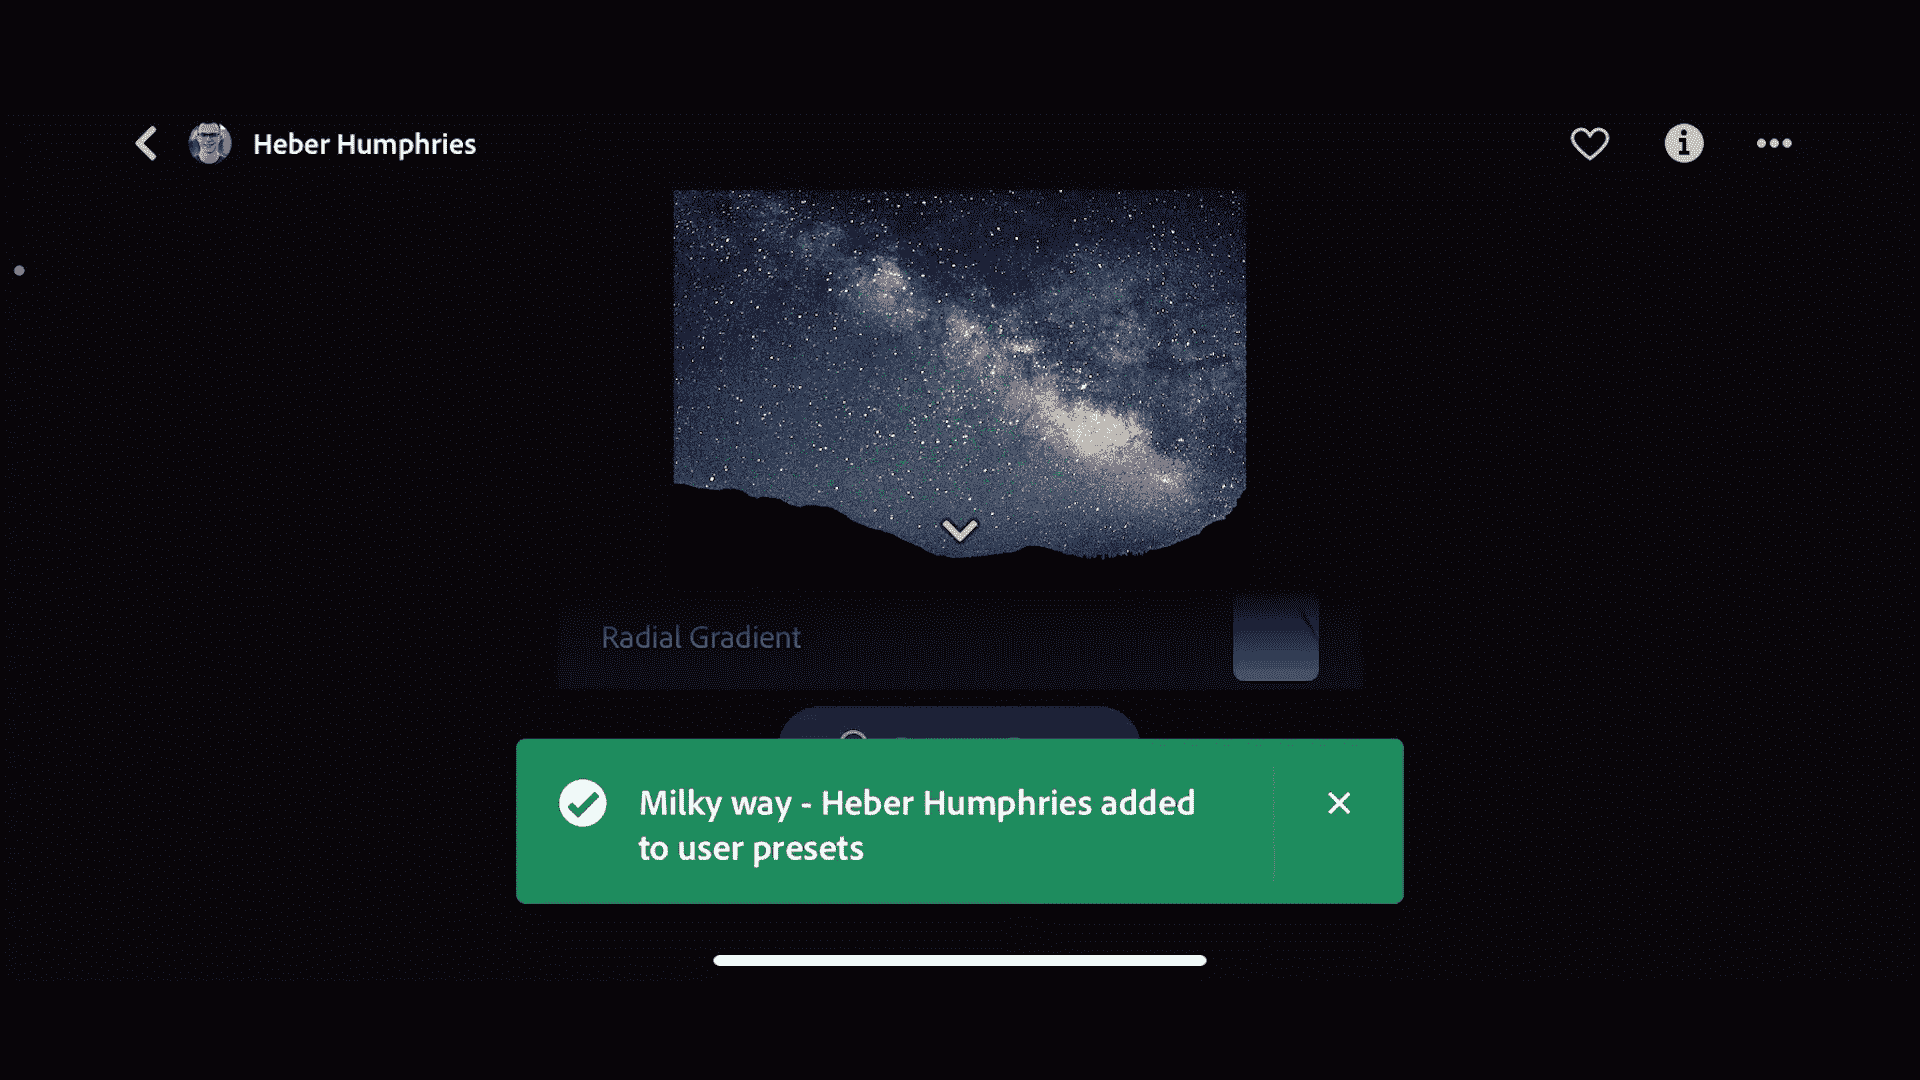 Heber Humphries
Radial Gradient
Milky way - Heber Humphries added
to user presets